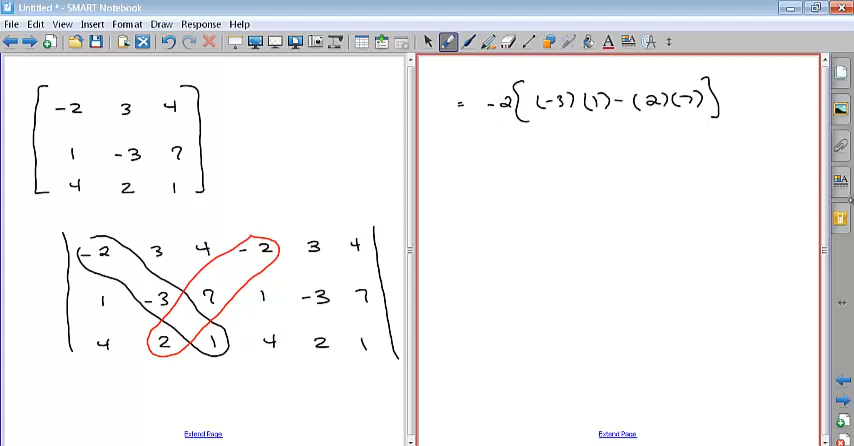 Untitled * - SMART Notebook
File Edit View Insert Format Draw Response Help
-2 3 4
1 -3 7
4 2 1
-2 3 4 -2 3 4
1 -3 7 1 -3 7
4 2 1 4 2 1
Extend Page
= -2[(-3)(1)-(2)(7)]
Extend Page